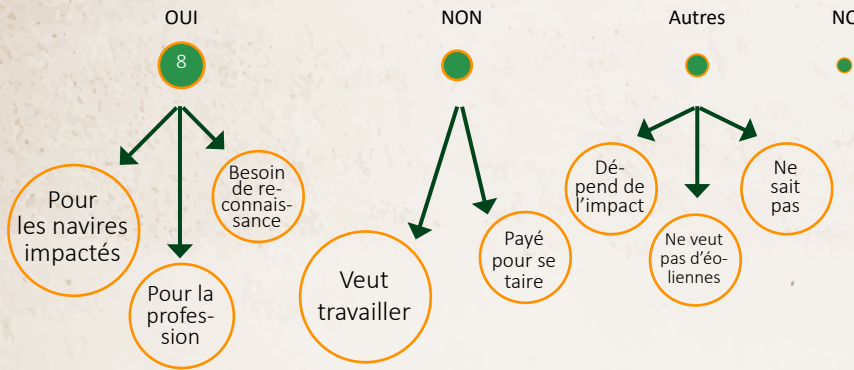 OUI
NON
Autres
8
Pour
les navires
impactés
Besoin
de re-
connais-
sance
Pour la
profes-
sion
Veut
travailler
Payé
pour se
taire
Dé-
pend de
l'impact
Ne veut
pas d'éo-
liennes
Ne
sait
pas